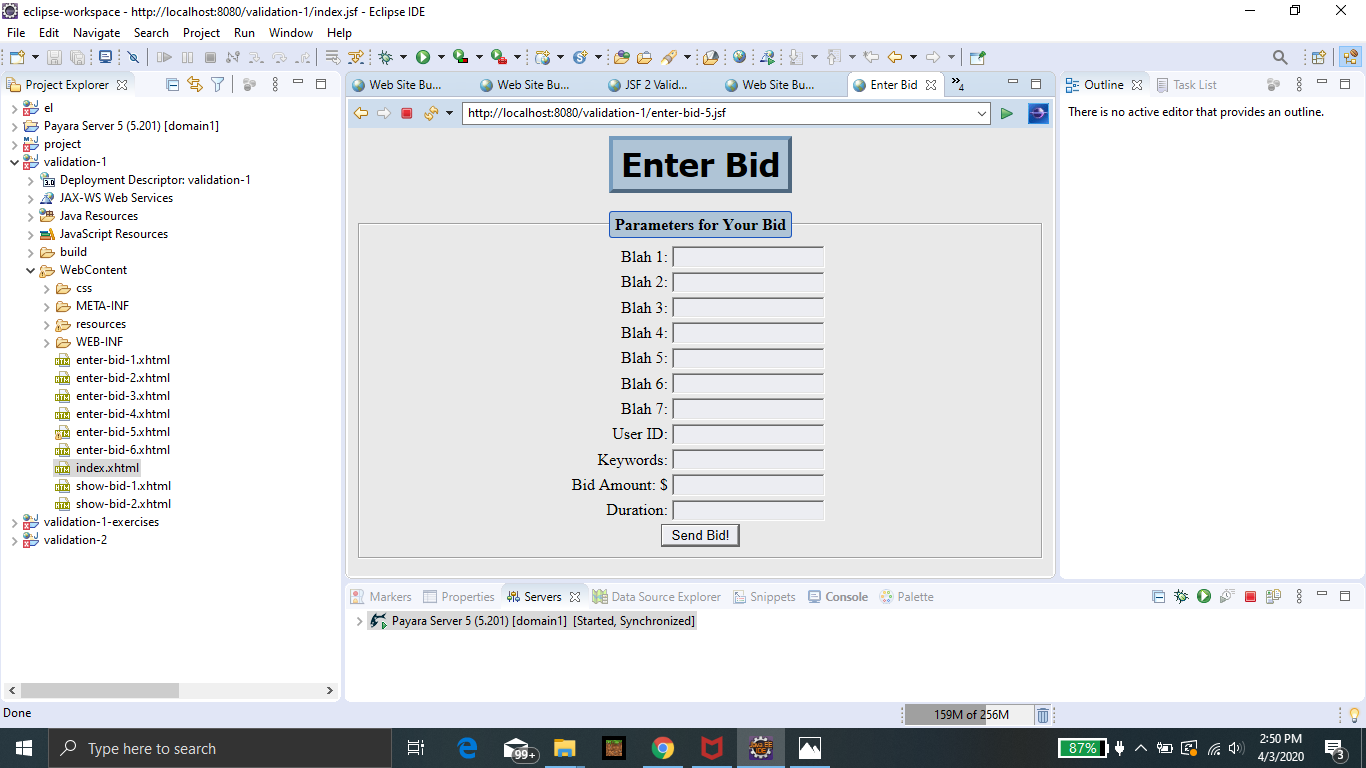 eclipse-workspace - http://localhost:8080/validation-1/index.jsf - Eclipse IDE
File Edit Navigate Search Project Run Window Help
Project Explorer
el
Payara Server 5 (5.201) [domain1]
project
validation-1
Deployment Descriptor: validation-1
JAX-WS Web Services
Java Resources
JavaScript Resources
build
WebContent
css
META-INF
resources
WEB-INF
enter-bid-1.xhtml
enter-bid-2.xhtml
enter-bid-3.xhtml
enter-bid-4.xhtml
enter-bid-5.xhtml
enter-bid-6.xhtml
index.xhtml
show-bid-1.xhtml
show-bid-2.xhtml
validation-1-exercises
validation-2
Web Site Bu... Web Site Bu... JSF 2 Valid... Web Site Bu... Enter Bid »4
http://localhost:8080/validation-1/enter-bid-5.jsf
Enter Bid
Parameters for Your Bid
Blah 1:
Blah 2:
Blah 3:
Blah 4:
Blah 5:
Blah 6:
Blah 7:
User ID:
Keywords:
Bid Amount: $
Duration:
Send Bid!
Outline Task List
There is no active editor that provides an outline.
Markers Properties Servers Data Source Explorer Snippets Console Palette
Payara Server 5 (5.201) [domain1] [Started, Synchronized]
Done
159M of 256M
Type here to search
99+
87%
2:50 PM
4/3/2020
3